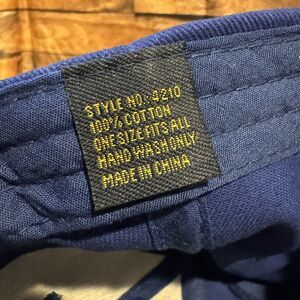 STYLE NO.:4210
100% COTTON
ONE SIZE FITS ALL
HAND WASH ONLY
MADE IN CHINA